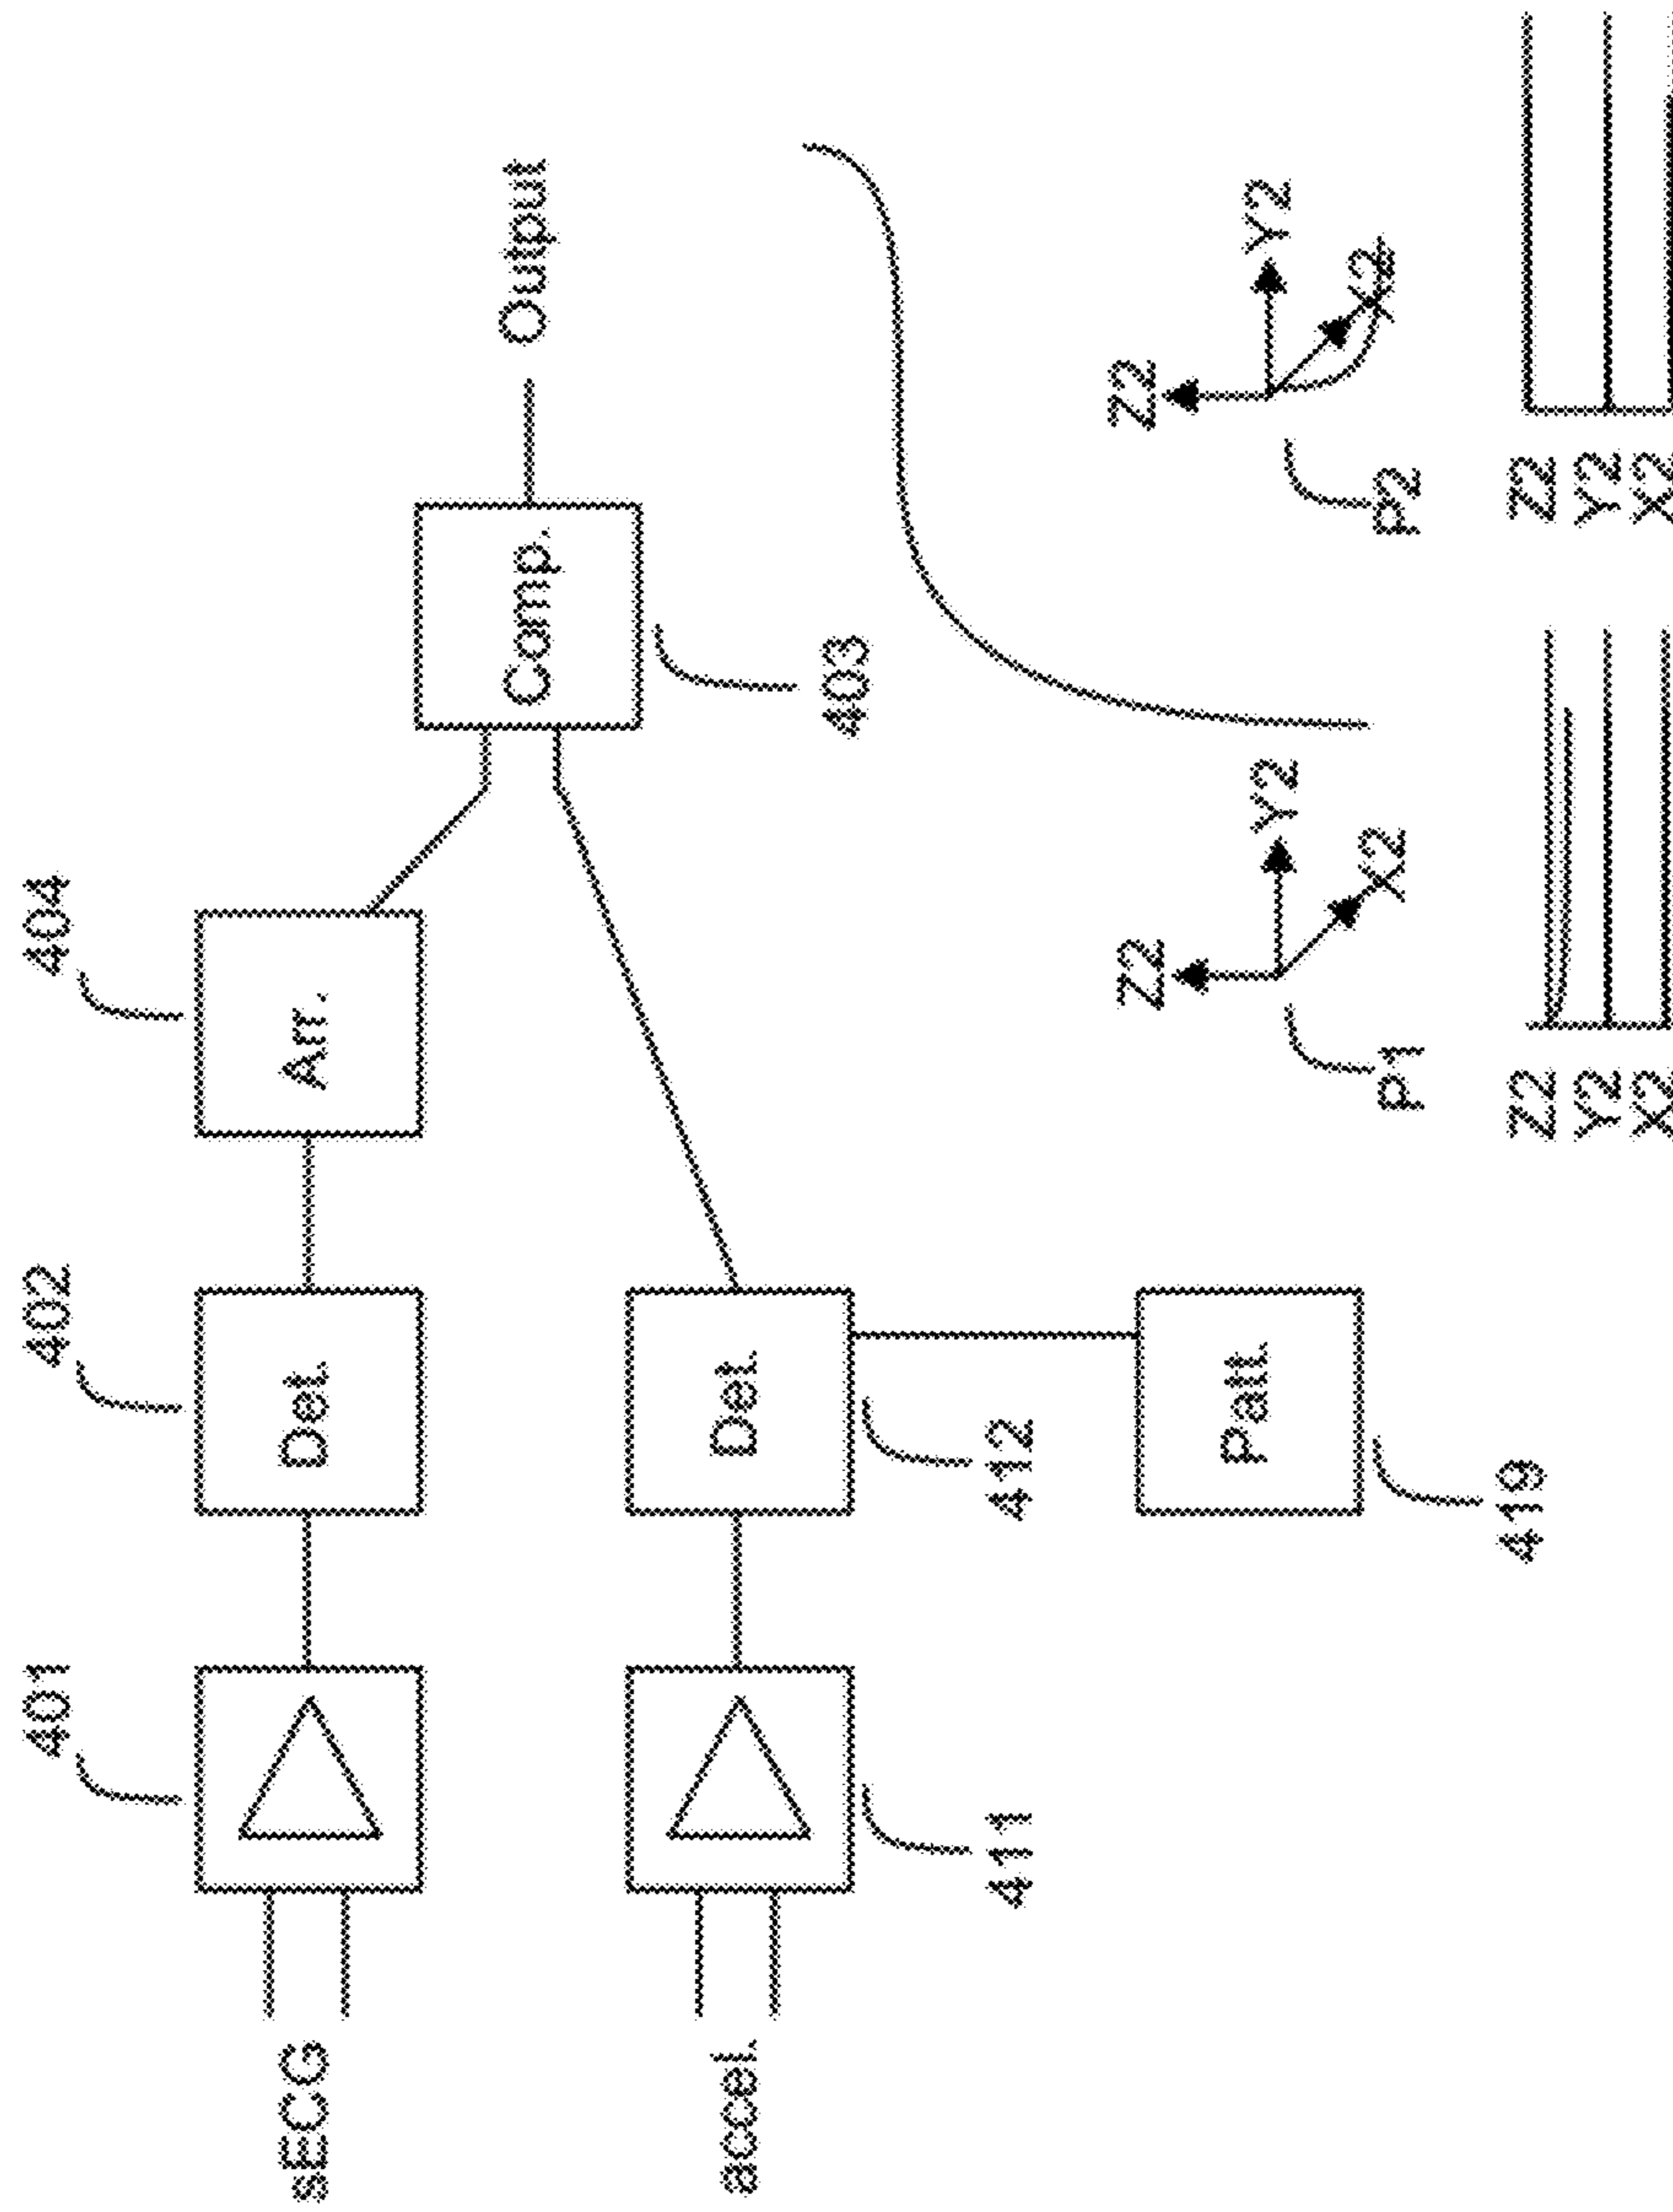 401
402
404
sECG
Det.
Arr.
Comp.
Output
403
accel.
Det.
411
412
Patt.
419
Z2
Y2
X2
P1
Z2
Y2
X2
P2
Z2
Y2
X2
Z2
Y2
X2